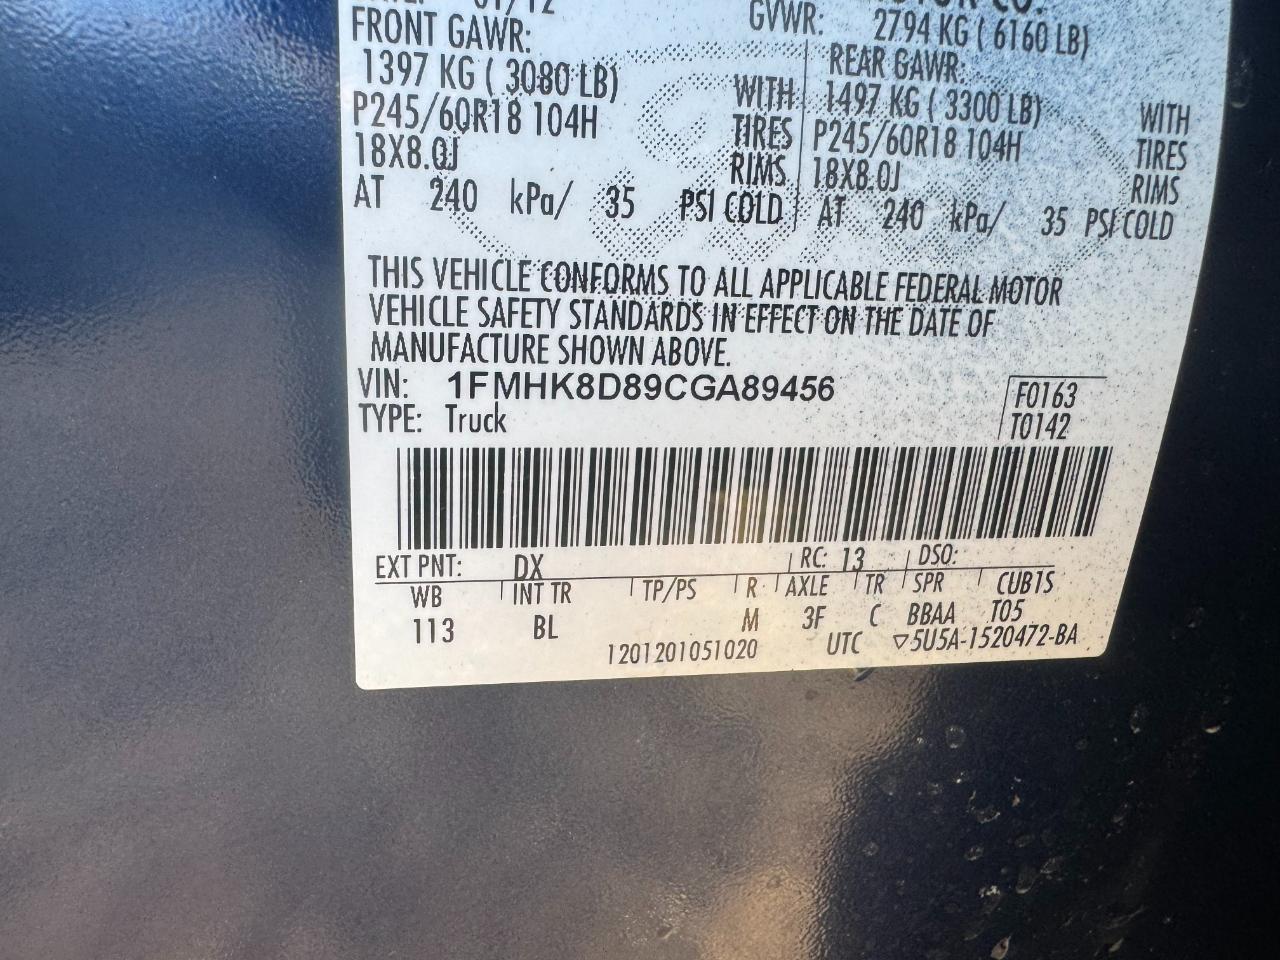 GVWR: 2794 KG ( 6160 LB)
FRONT GAWR: REAR GAWR:
1397 KG ( 3080 LB) WITH 1497 KG ( 3300 LB) WITH
P245/60R18 104H TIRES P245/60R18 104H TIRES
18X8.0J RIMS 18X8.0J RIMS
AT 240 kPa/ 35 PSI COLD AT 240 kPa/ 35 PSI COLD
THIS VEHICLE CONFORMS TO ALL APPLICABLE FEDERAL MOTOR
VEHICLE SAFETY STANDARDS IN EFFECT ON THE DATE OF
MANUFACTURE SHOWN ABOVE.
VIN: 1FMHK8D89CGA89456 F0163
TYPE: Truck T0142
EXT PNT: DX RC: 13 DSO:
WB INT TR TP/PS R AXLE TR SPR CUB1S
113 BL M 3F C BBAA T05
1201201051020 UTC ▽5U5A-1520472-BA